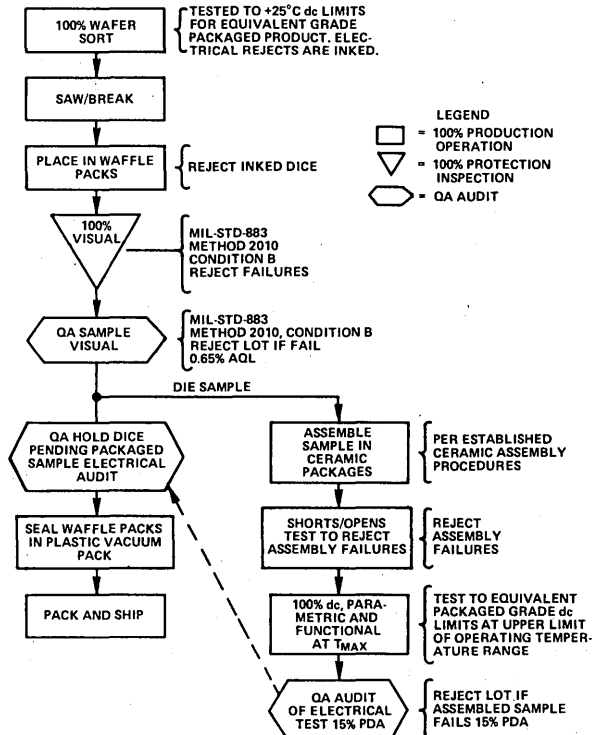 100% WAFER
SORT
TESTED TO +25°C dc LIMITS
FOR EQUIVALENT GRADE
PACKAGED PRODUCT. ELEC-
TRICAL REJECTS ARE INKED.
SAW/BREAK
LEGEND
= 100% PRODUCTION
OPERATION
= 100% PROTECTION
INSPECTION
= QA AUDIT
PLACE IN WAFFLE
PACKS
REJECT INKED DICE
100%
VISUAL
MIL-STD-883
METHOD 2010
CONDITION B
REJECT FAILURES
QA SAMPLE
VISUAL
MIL-STD-883
METHOD 2010, CONDITION B
REJECT LOT IF FAIL
0.65% AQL
DIE SAMPLE
QA HOLD DICE
PENDING PACKAGED
SAMPLE ELECTRICAL
AUDIT
ASSEMBLE
SAMPLE IN
CERAMIC
PACKAGES
PER ESTABLISHED
CERAMIC ASSEMBLY
PROCEDURES
SEAL WAFFLE PACKS
IN PLASTIC VACUUM
PACK
SHORTS/OPENS
TEST TO REJECT
ASSEMBLY FAILURES
REJECT
ASSEMBLY
FAILURES
PACK AND SHIP
100% dc, PARA-
METRIC AND
FUNCTIONAL
AT TMAX
TEST TO EQUIVALENT
PACKAGED GRADE dc
LIMITS AT UPPER LIMIT
OF OPERATING TEMPER-
ATURE RANGE
QA AUDIT
OF ELECTRICAL
TEST 15% PDA
REJECT LOT IF
ASSEMBLED SAMPLE
FAILS 15% PDA